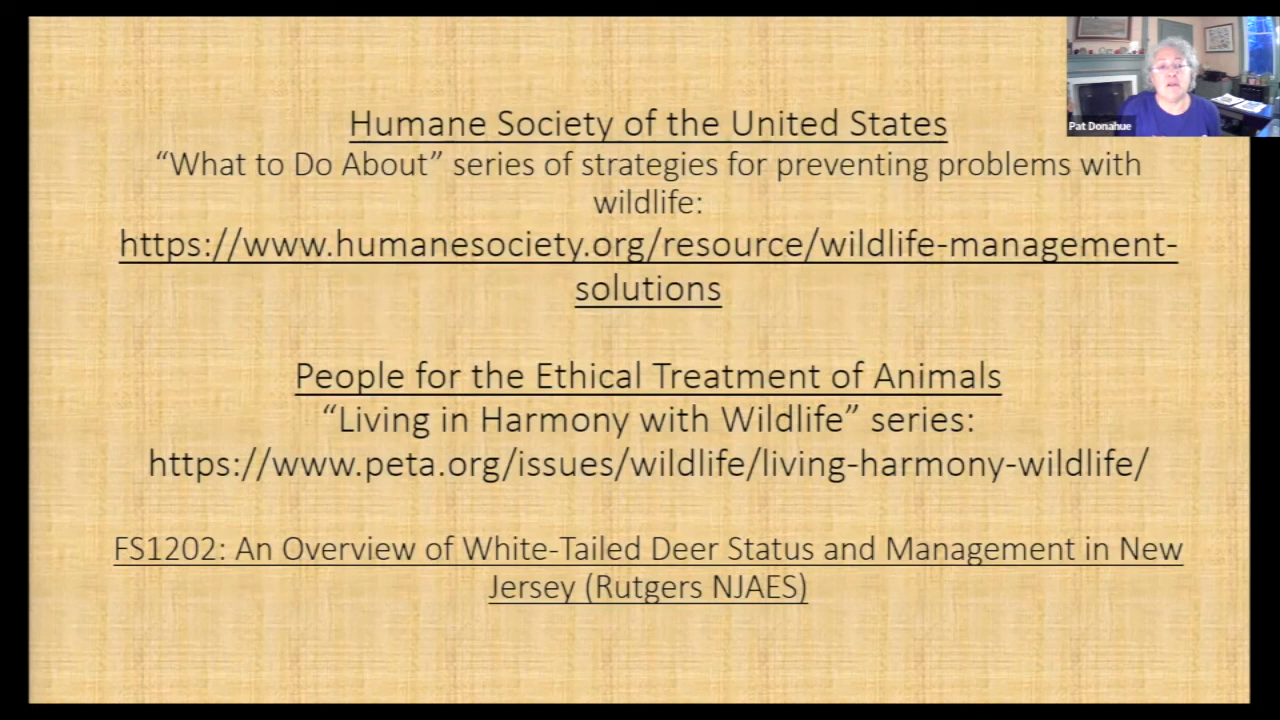 Humane Society of the United States
“What to Do About” series of strategies for preventing problems with
wildlife:
https://www.humanesociety.org/resource/wildlife-management-
solutions
People for the Ethical Treatment of Animals
“Living in Harmony with Wildlife” series:
https://www.peta.org/issues/wildlife/living-harmony-wildlife/
FS1202: An Overview of White-Tailed Deer Status and Management in New
Jersey (Rutgers NJAES)
Pat Donahue